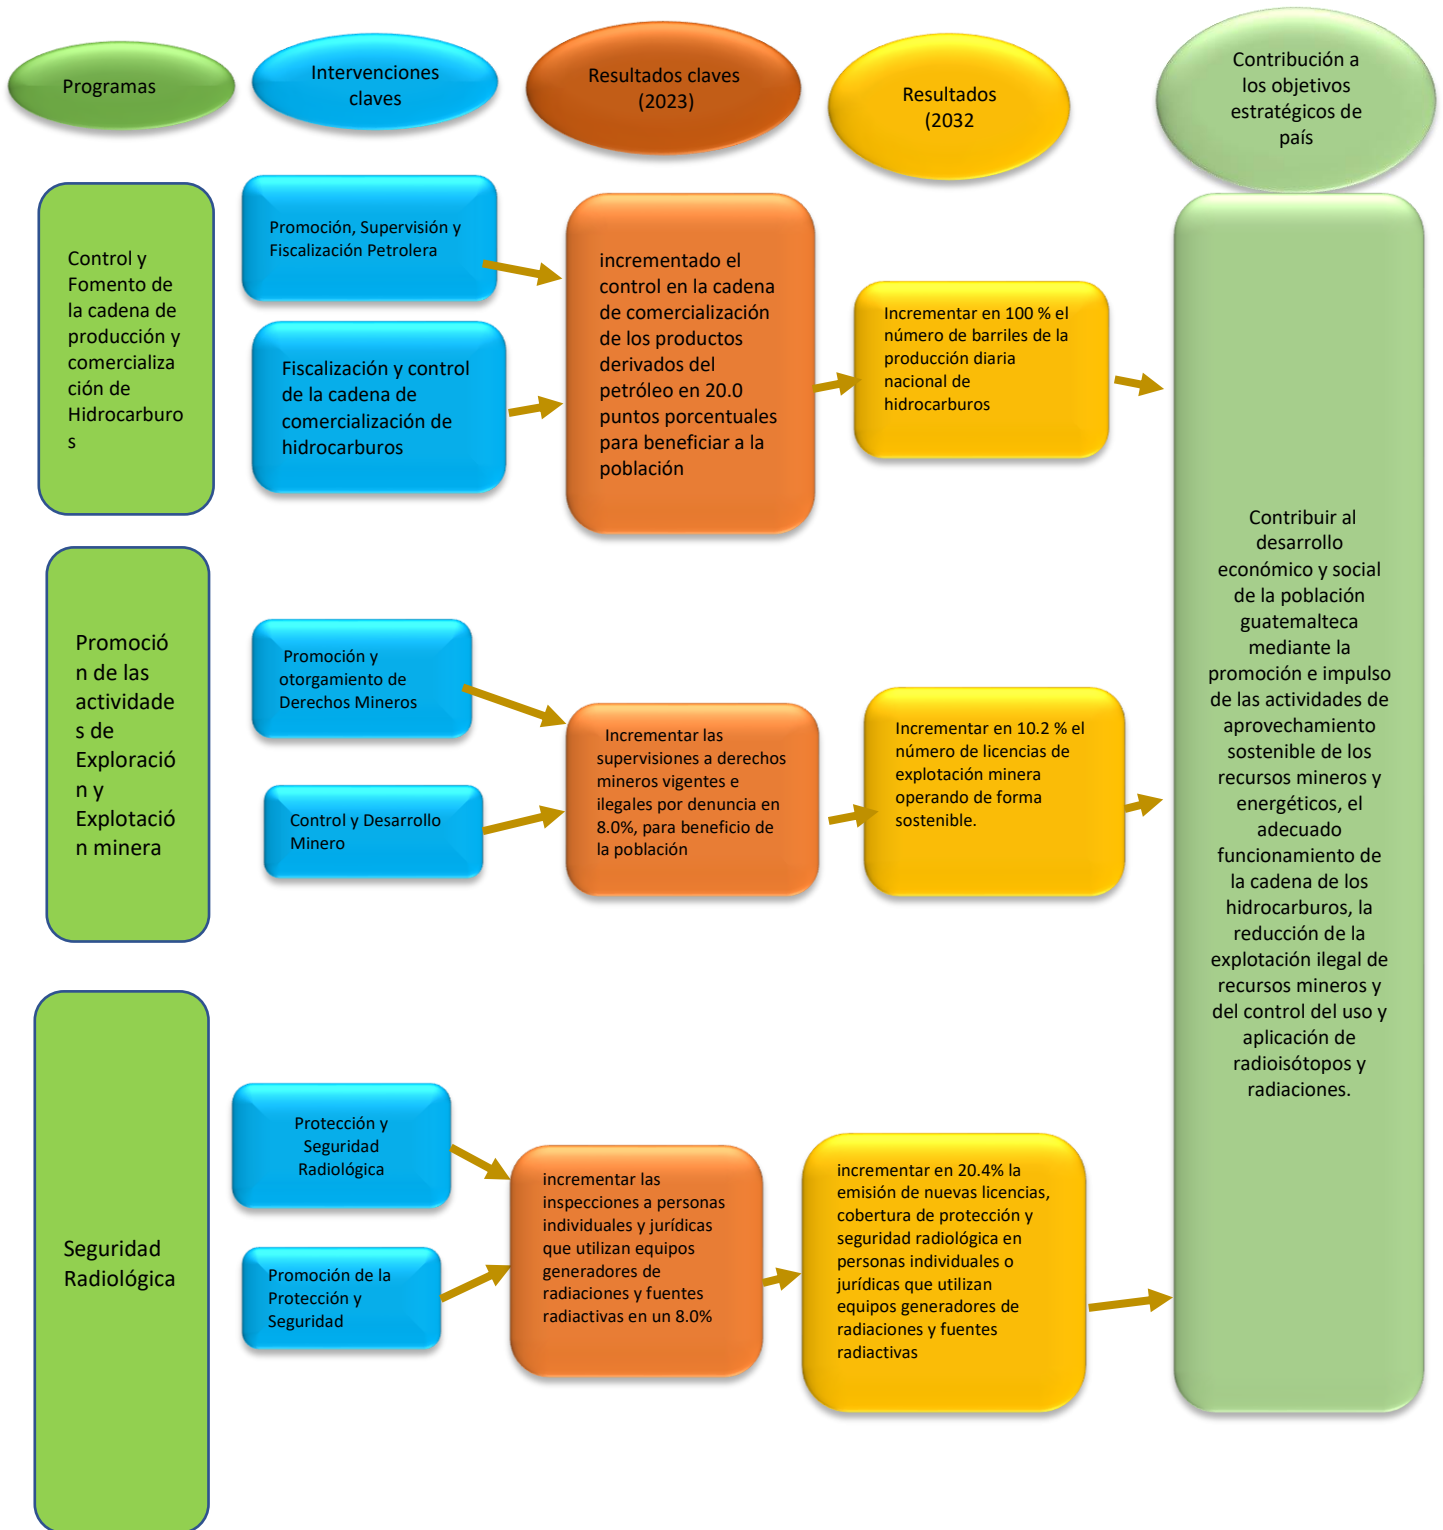 Programas
Intervenciones
claves
Resultados claves
(2023)
Resultados
(2032
Contribución a
los objetivos
estratégicos de
país
Control y
Fomento de
la cadena de
producción y
comercializa
ción de
Hidrocarburo
s
Promoción, Supervisión y
Fiscalización Petrolera
Fiscalización y control
de la cadena de
comercialización de
hidrocarburos
incrementado el
control en la cadena
de comercialización
de los productos
derivados del
petróleo en 20.0
puntos porcentuales
para beneficiar a la
población
Incrementar en 100 % el
número de barriles de la
producción diaria
nacional de
hidrocarburos
Promoció
n de las
actividade
s de
Exploració
n y
Explotació
n minera
Promoción y
otorgamiento de
Derechos Mineros
Control y Desarrollo
Minero
Incrementar las
supervisiones a derechos
mineros vigentes e
ilegales por denuncia en
8.0%, para beneficio de
la población
Incrementar en 10.2 % el
número de licencias de
explotación minera
operando de forma
sostenible.
Seguridad
Radiológica
Protección y
Seguridad
Radiológica
Promoción de la
Protección y
Seguridad
incrementar las
inspecciones a personas
individuales y jurídicas
que utilizan equipos
generadores de
radiaciones y fuentes
radiactivas en un 8.0%
incrementar en 20.4% la
emisión de nuevas licencias,
cobertura de protección y
seguridad radiológica en
personas individuales o
jurídicas que utilizan
equipos generadores de
radiaciones y fuentes
radiactivas
Contribuir al
desarrollo
económico y social
de la población
guatemalteca
mediante la
promoción e impulso
de las actividades de
aprovechamiento
sostenible de los
recursos mineros y
energéticos, el
adecuado
funcionamiento de
la cadena de los
hidrocarburos, la
reducción de la
explotación ilegal de
recursos mineros y
del control del uso y
aplicación de
radioisótopos y
radiaciones.